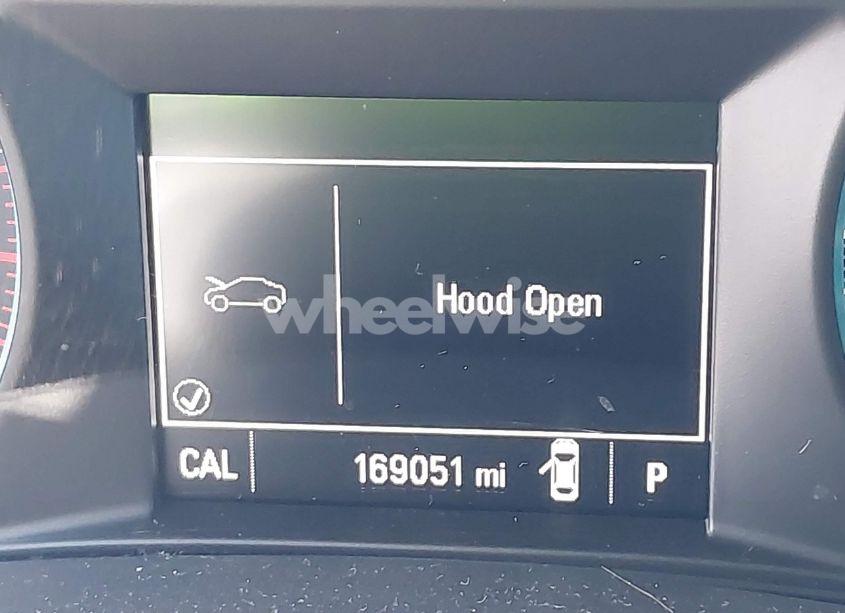 Hood Open
wheelwise
CAL 169051 mi P